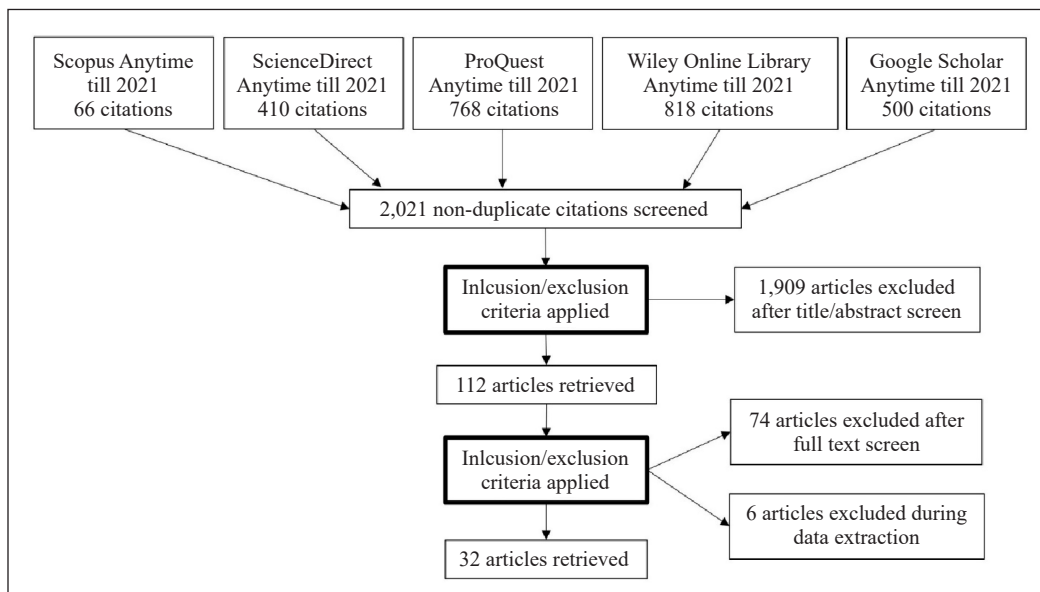 Scopus Anytime
till 2021
66 citations
ScienceDirect
Anytime till 2021
410 citations
ProQuest
Anytime till 2021
768 citations
Wiley Online Library
Anytime till 2021
818 citations
Google Scholar
Anytime till 2021
500 citations
2,021 non-duplicate citations screened
Inlcusion/exclusion
criteria applied
1,909 articles excluded
after title/abstract screen
112 articles retrieved
Inlcusion/exclusion
criteria applied
74 articles excluded after
full text screen
6 articles excluded during
data extraction
32 articles retrieved